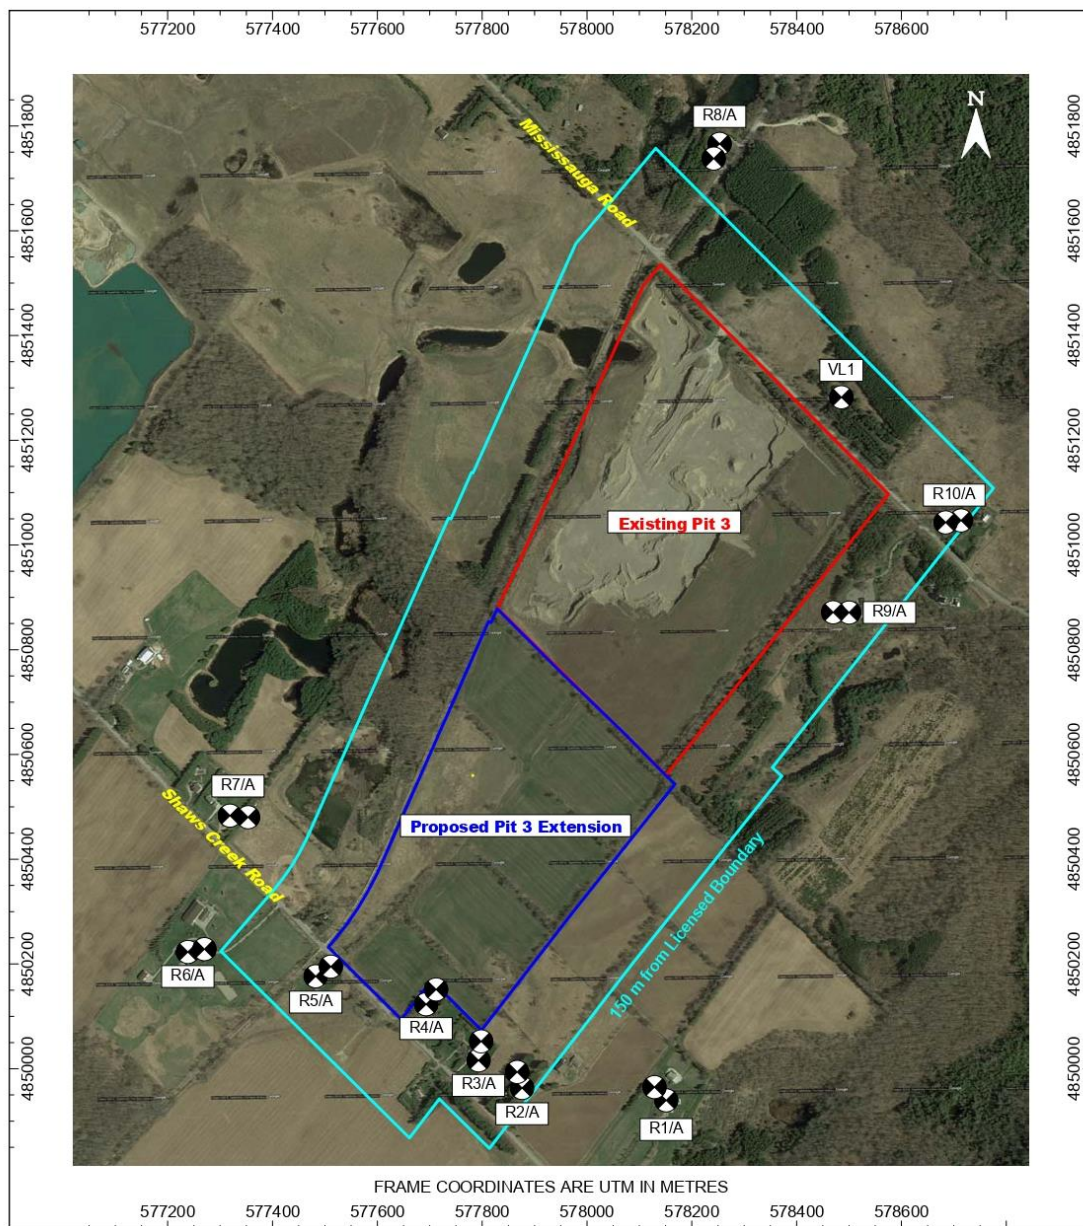 577200 577400 577600 577800 578000 578200 578400 578600
N
R8/A
Mississauga Road
VL1
R10/A
Existing Pit 3
R9/A
R7/A
Proposed Pit 3 Extension
Shaws Creek Road
150 m from Licensed Boundary
R6/A
R5/A
R4/A
R3/A
R2/A
R1/A
4851800
4851600
4851400
4851200
4851000
4850800
4850600
4850400
4850200
4850000
4851800
4851600
4851400
4851200
4851000
4850800
4850600
4850400
4850200
4850000
FRAME COORDINATES ARE UTM IN METRES
577200 577400 577600 577800 578000 578200 578400 578600